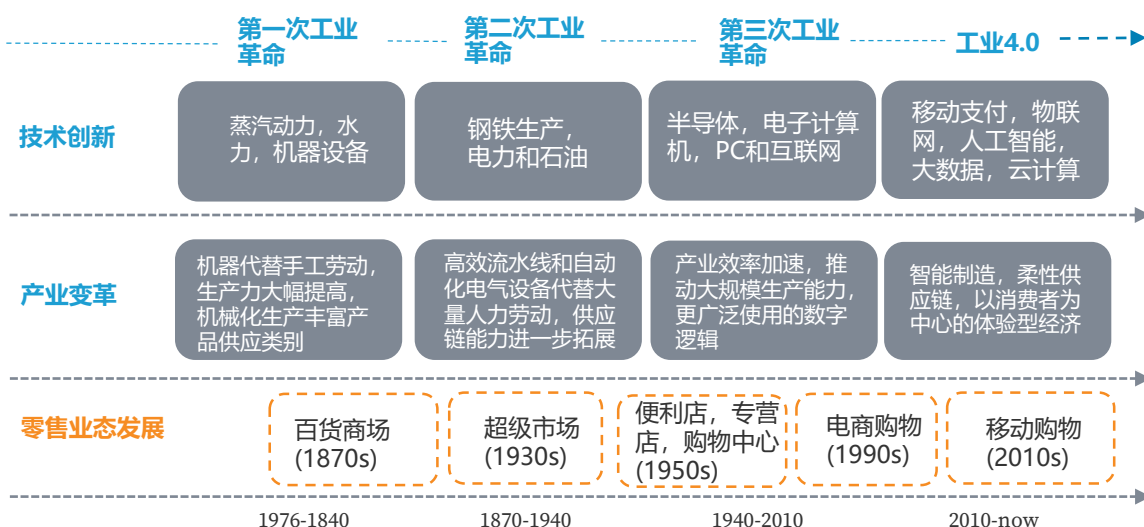 第一次工业
革命
第二次工业
革命
第三次工业
革命
工业4.0
技术创新
蒸汽动力，水
力，机器设备
钢铁生产，
电力和石油
半导体，电子计算
机，PC和互联网
移动支付，物联
网，人工智能，
大数据，云计算
产业变革
机器代替手工劳动，
生产力大幅提高，
机械化生产丰富产
品供应类别
高效流水线和自动
化电气设备代替大
量人力劳动，供应
链能力进一步拓展
产业效率加速，推
动大规模生产能力，
更广泛使用的数字
逻辑
智能制造，柔性供
应链，以消费者为
中心的体验型经济
零售业态发展
百货商场
(1870s)
超级市场
(1930s)
便利店，专营
店，购物中心
(1950s)
电商购物
(1990s)
移动购物
(2010s)
1976-1840
1870-1940
1940-2010
2010-now